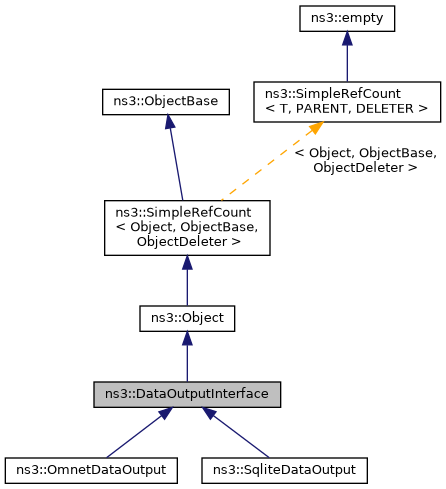 ns3::empty
ns3::SimpleRefCount
< T, PARENT, DELETER >
ns3::ObjectBase
< Object, ObjectBase,
ObjectDeleter >
ns3::SimpleRefCount
< Object, ObjectBase,
ObjectDeleter >
ns3::Object
ns3::DataOutputInterface
ns3::OmnetDataOutput
ns3::SqliteDataOutput